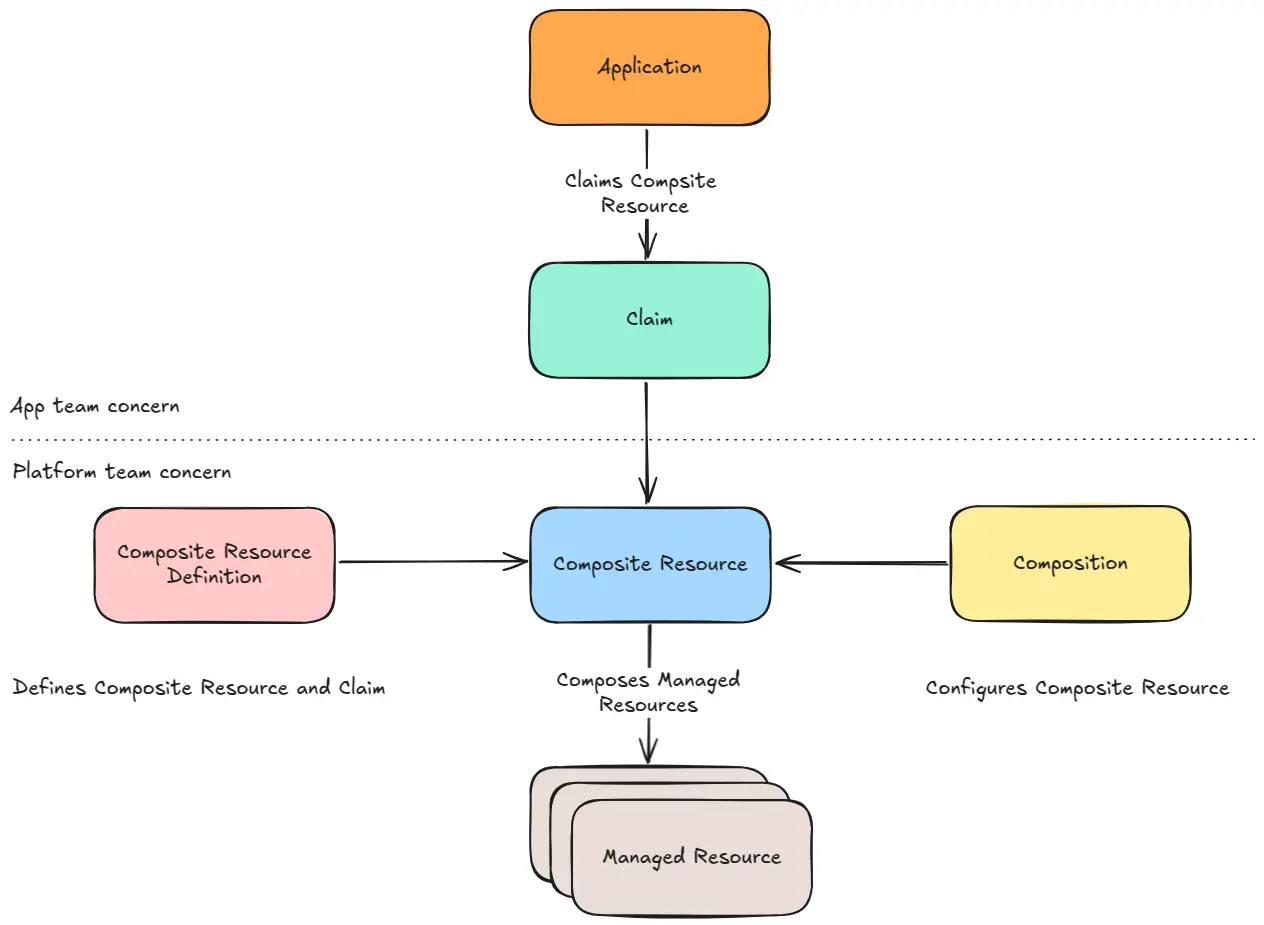 Application
Claims Compsite
Resource
Claim
App team concern
Platform team concern
Composite Resource
Definition
Composite Resource
Composition
Defines Composite Resource and Claim
Composes Managed
Resources
Configures Composite Resource
Managed Resource